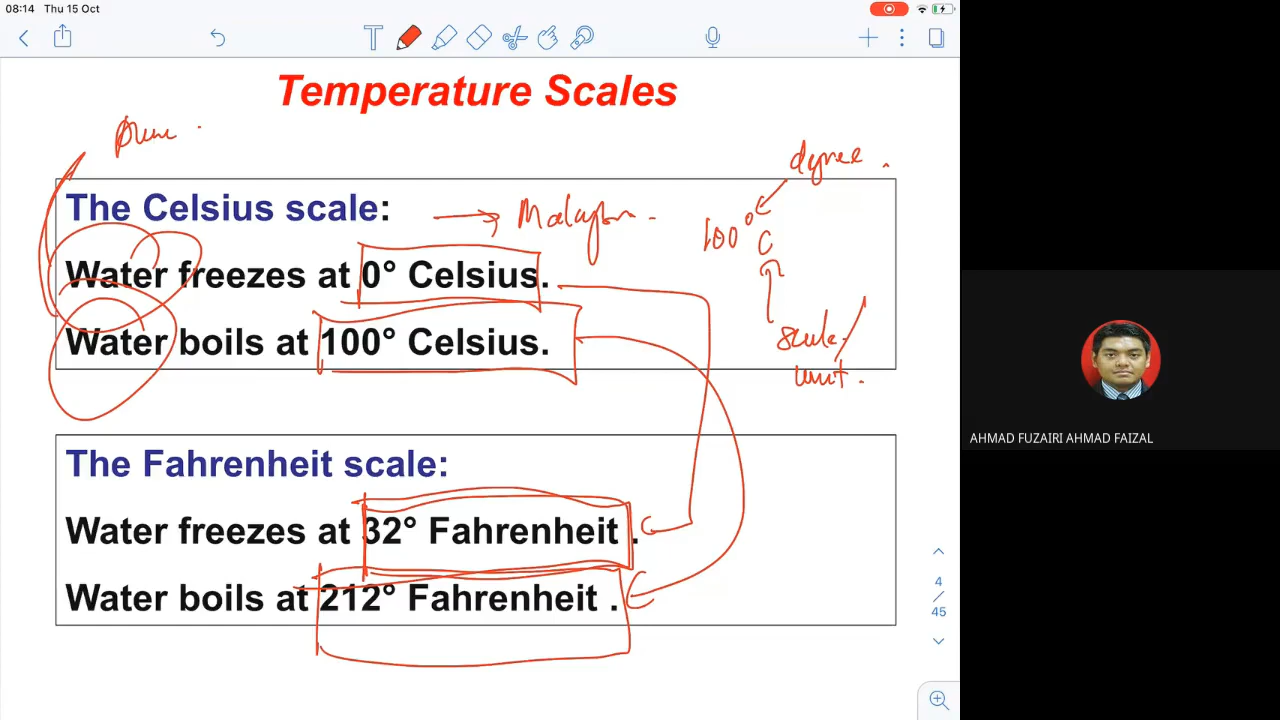 08:14 Thu 15 Oct
T
Temperature Scales
degree.
The Celsius scale:
100° C
Water freezes at 0° Celsius.
Water boils at 100° Celsius.
scale/
unit.
The Fahrenheit scale:
Water freezes at 32° Fahrenheit .
Water boils at 212° Fahrenheit .
4
/
45
AHMAD FUZAIRI AHMAD FAIZAL